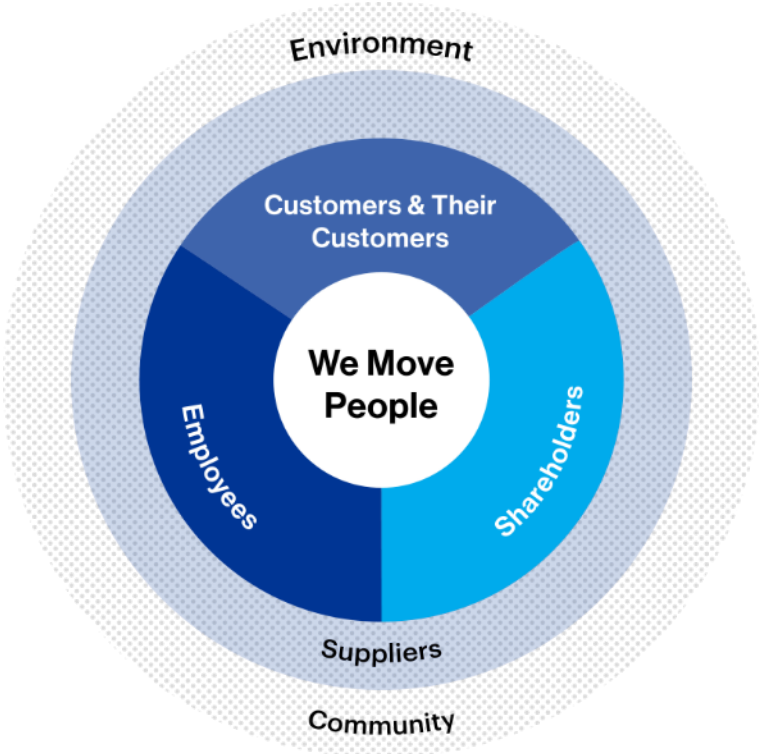 Environment
Customers & Their
Customers
We Move
People
Employees
Shareholders
Suppliers
Community